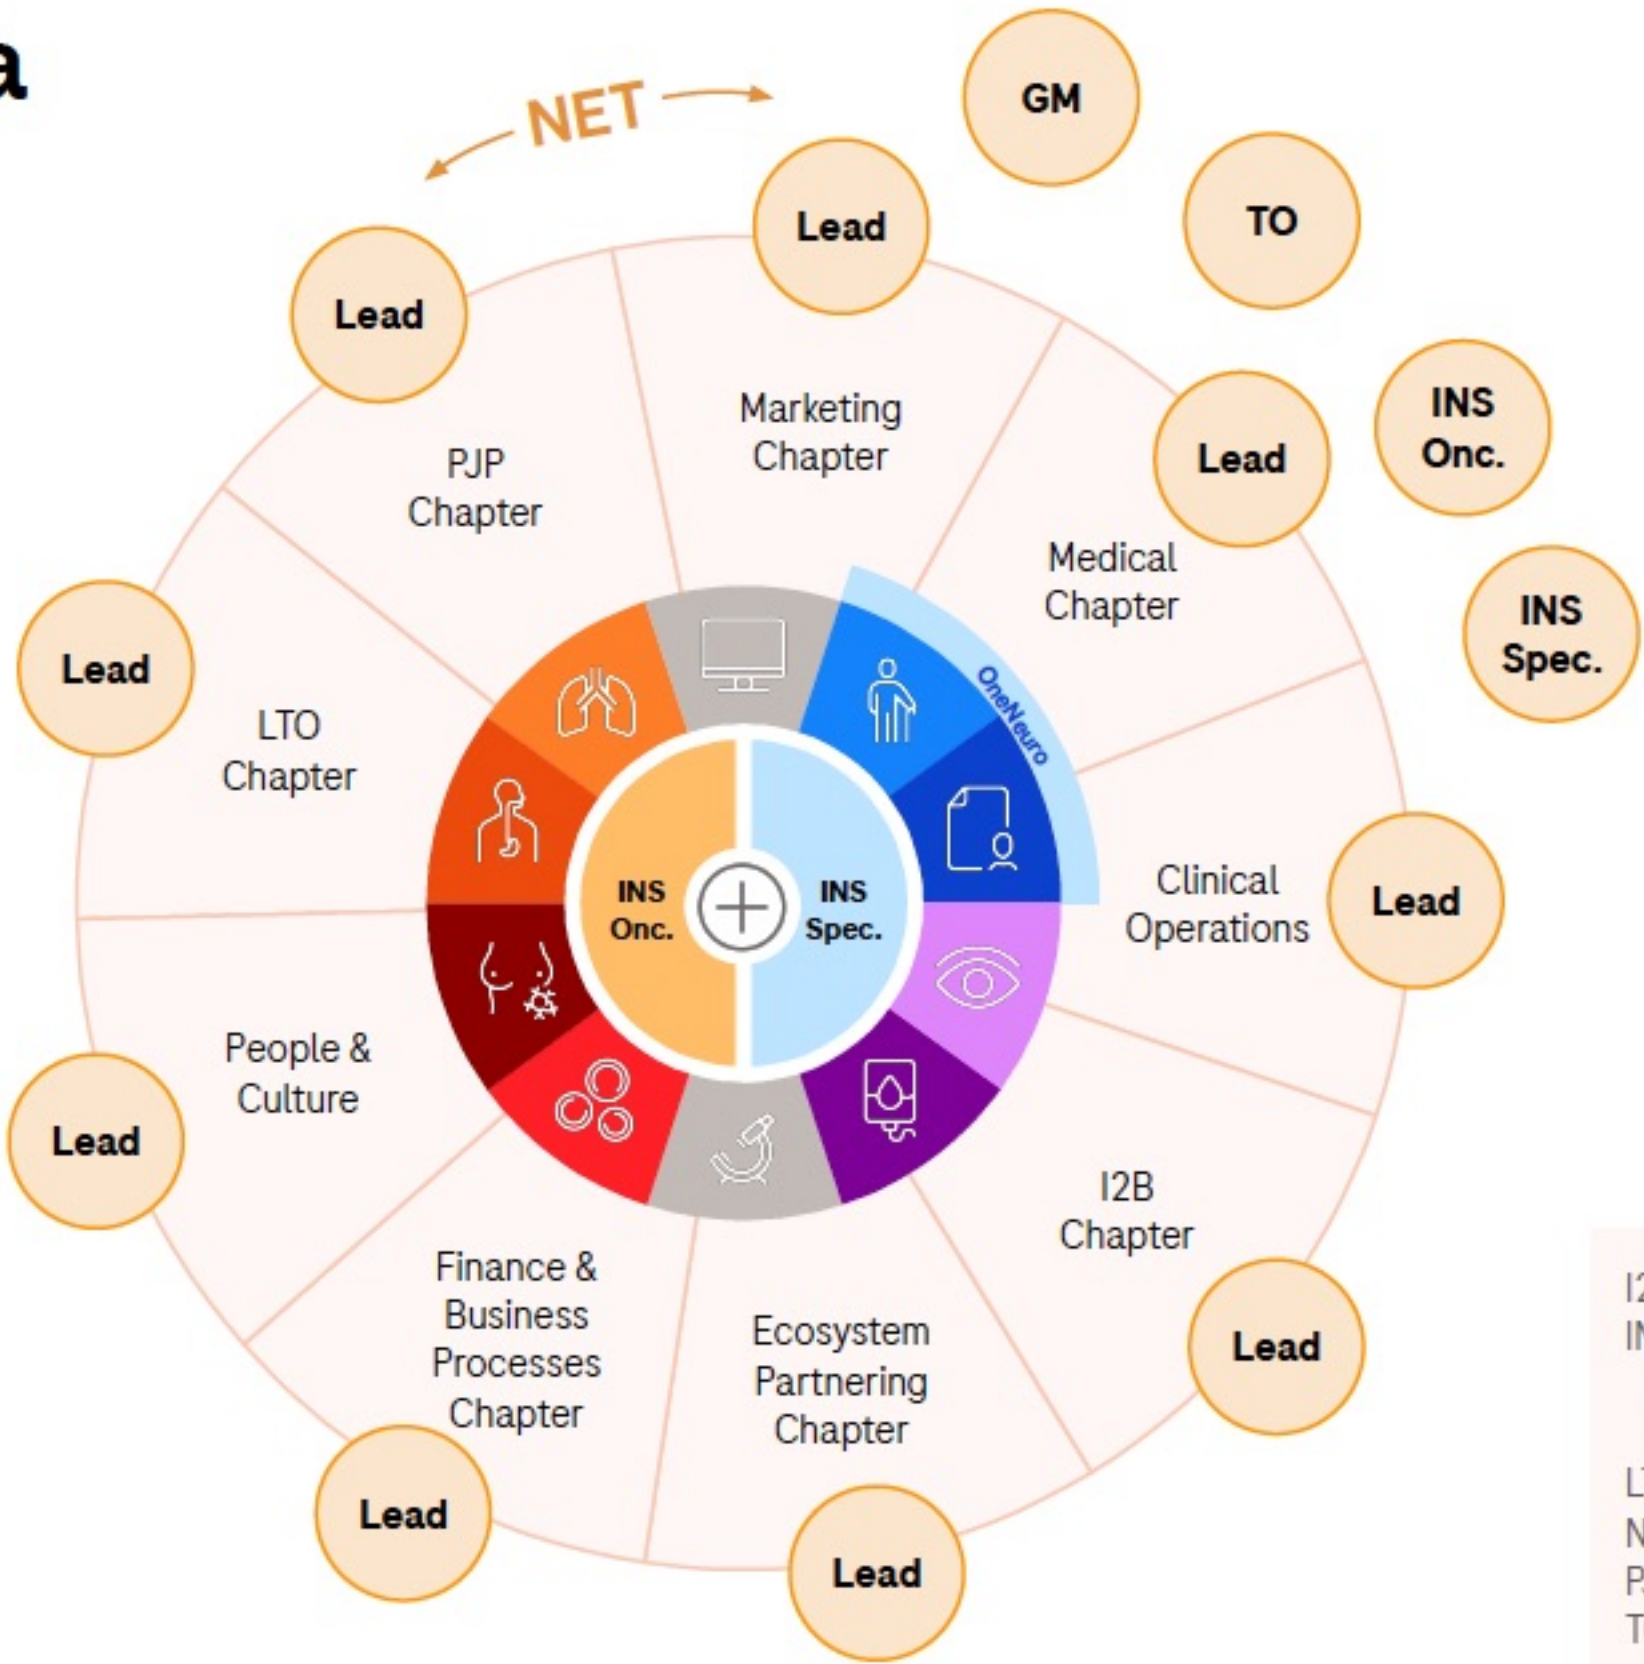 a
NET
GM
TO
INS
Onc.
INS
Spec.
Lead
Marketing
Chapter
Lead
Medical
Chapter
Lead
Clinical
Operations
Lead
I2B
Chapter
Lead
Ecosystem
Partnering
Chapter
Lead
Finance &
Business
Processes
Chapter
Lead
People &
Culture
Lead
LTO
Chapter
Lead
PJP
Chapter
OneNeuro
INS
Onc.
INS
Spec.